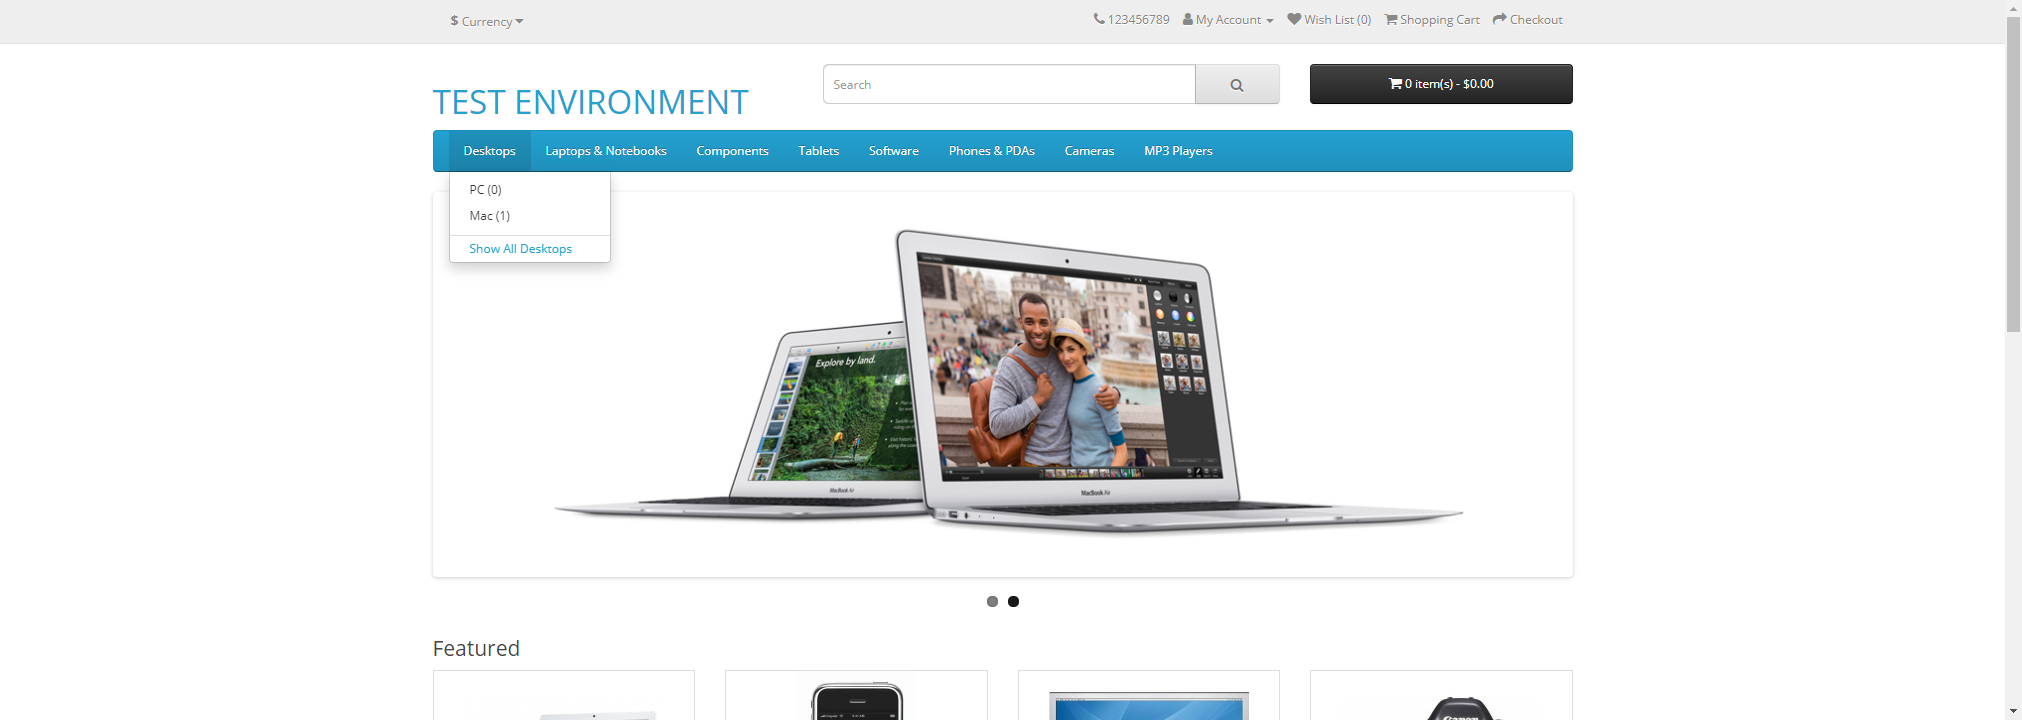 $ Currency
123456789 My Account Wish List (0) Shopping Cart Checkout
TEST ENVIRONMENT
Search
0 item(s) - $0.00
Desktops Laptops & Notebooks Components Tablets Software Phones & PDAs Cameras MP3 Players
PC (0)
Mac (1)
Show All Desktops
Explore by land.
MacBook Air
MacBook Air
Featured
Canon